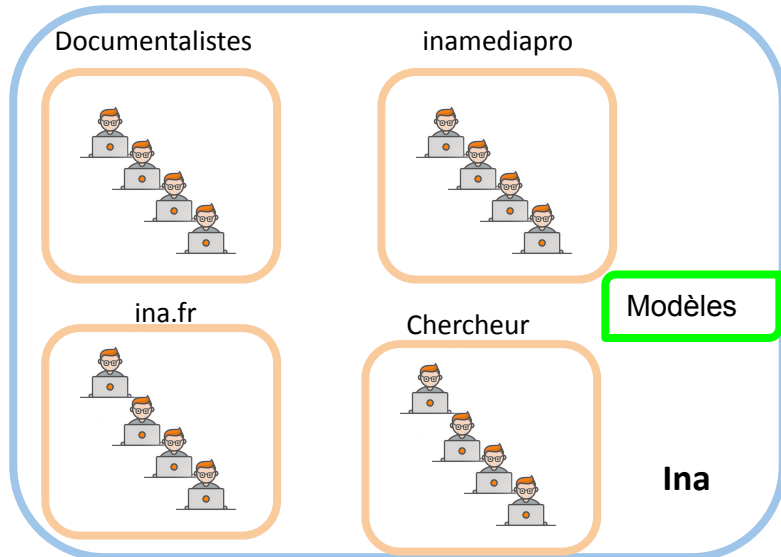 Documentalistes
inamediapro
ina.fr
Chercheur
Modèles
Ina